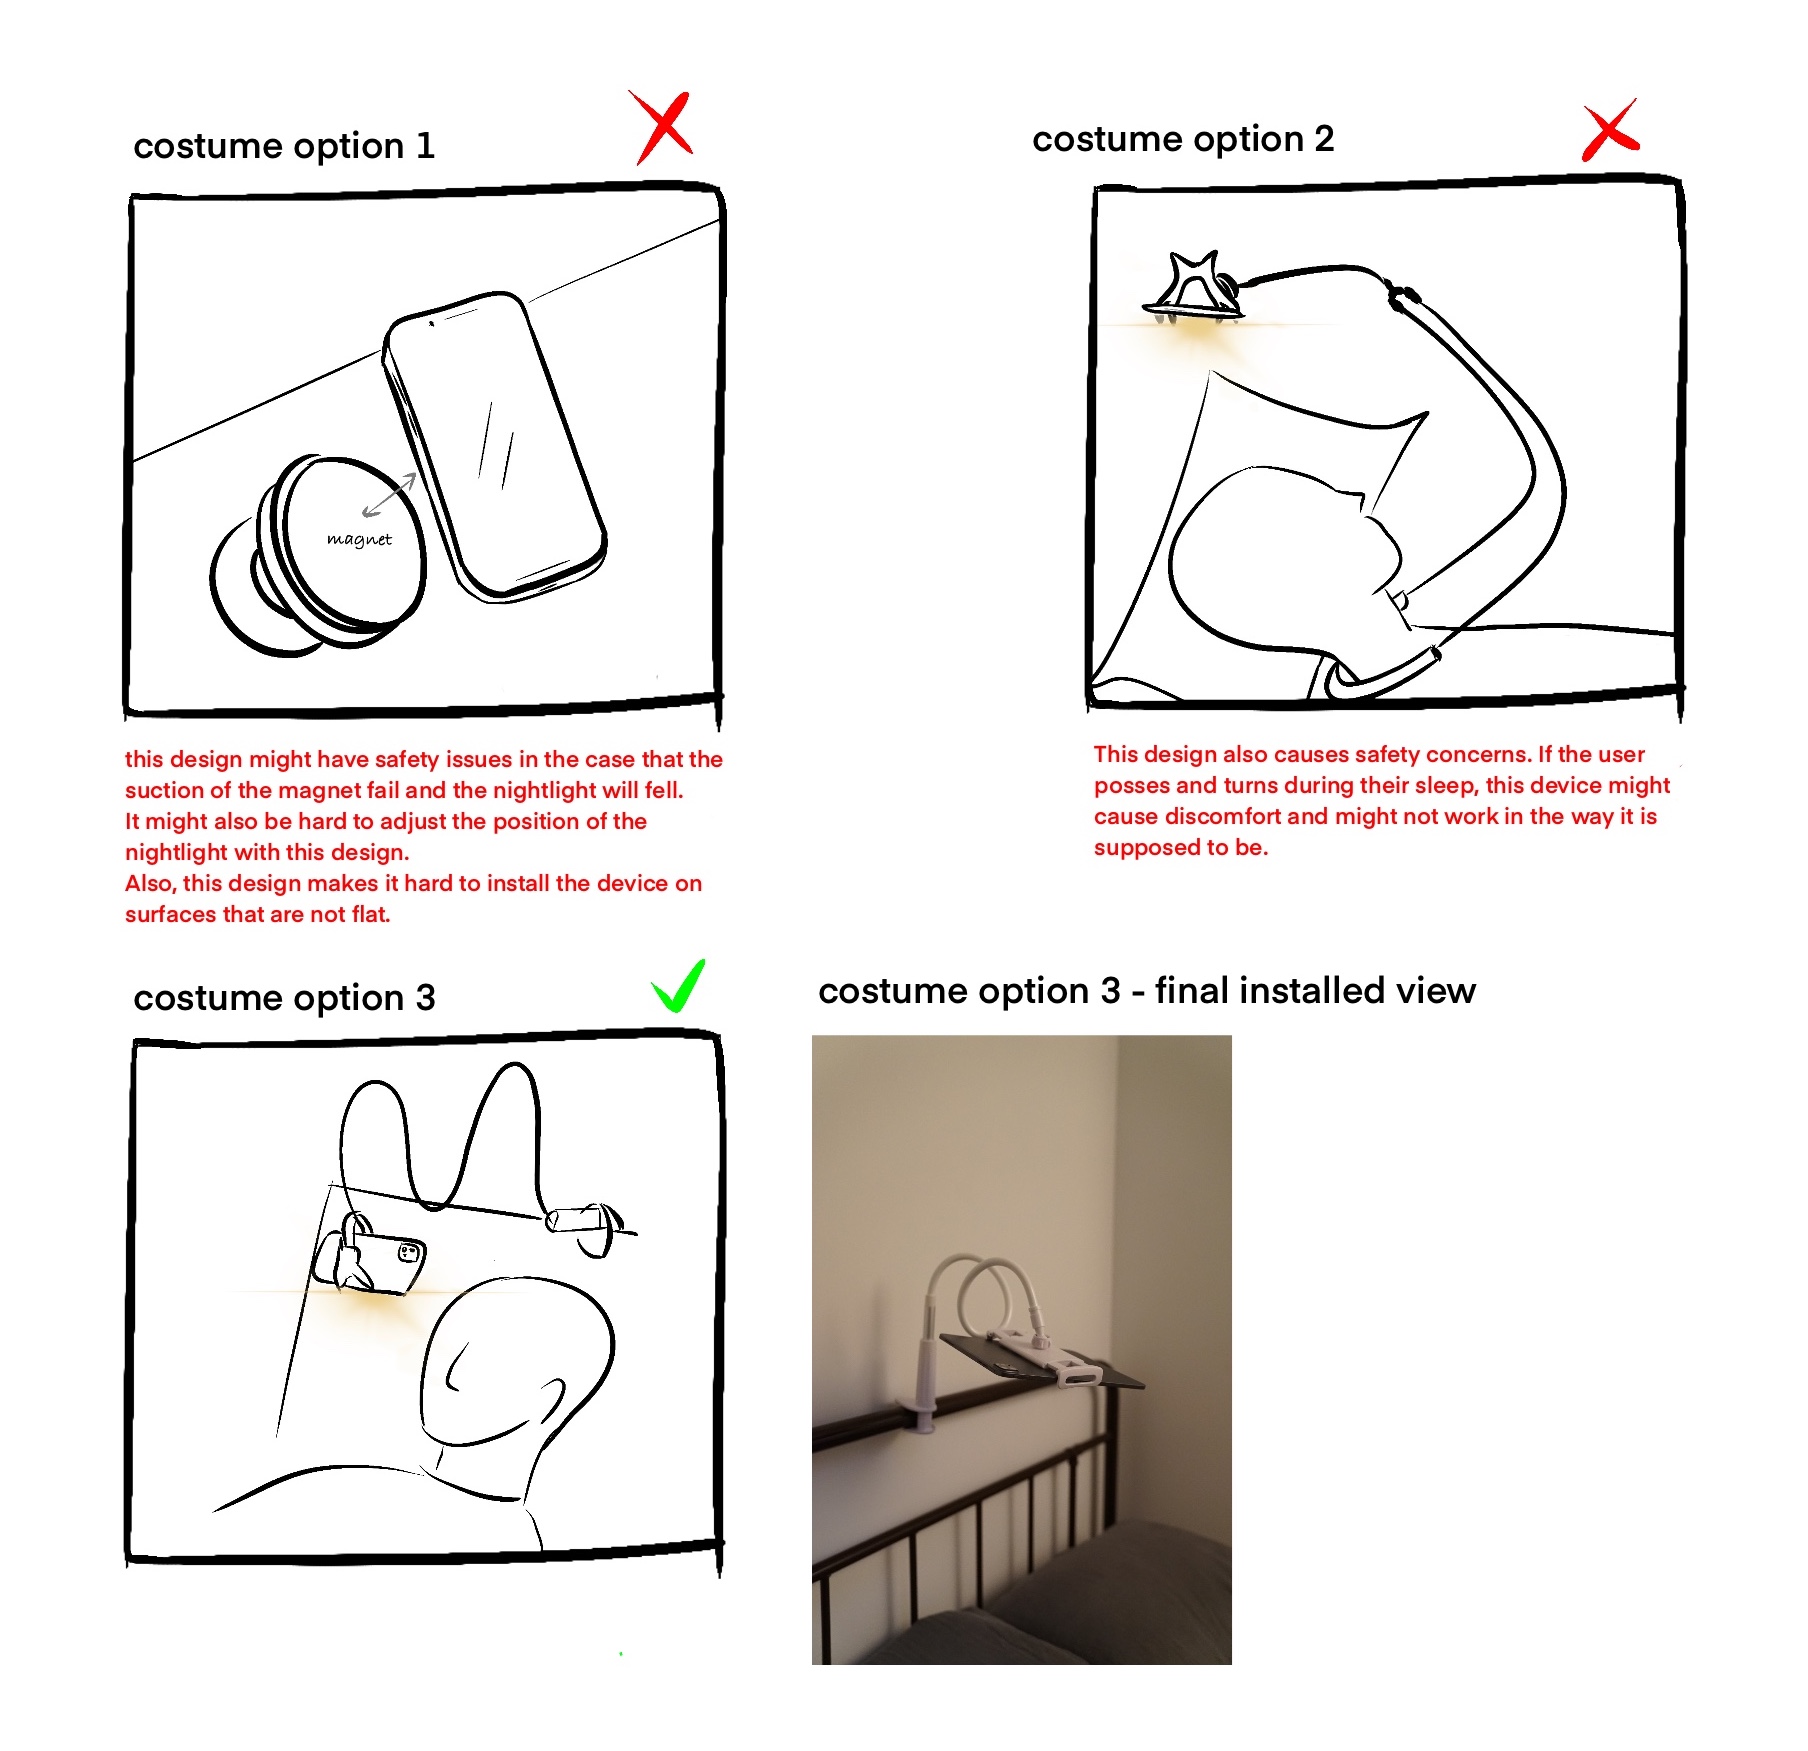 costume option 1
magnet
this design might have safety issues in the case that the
suction of the magnet fail and the nightlight will fell.
It might also be hard to adjust the position of the
nightlight with this design.
Also, this design makes it hard to install the device on
surfaces that are not flat.
costume option 2
This design also causes safety concerns. If the user
posses and turns during their sleep, this device might
cause discomfort and might not work in the way it is
supposed to be.
costume option 3
costume option 3 - final installed view